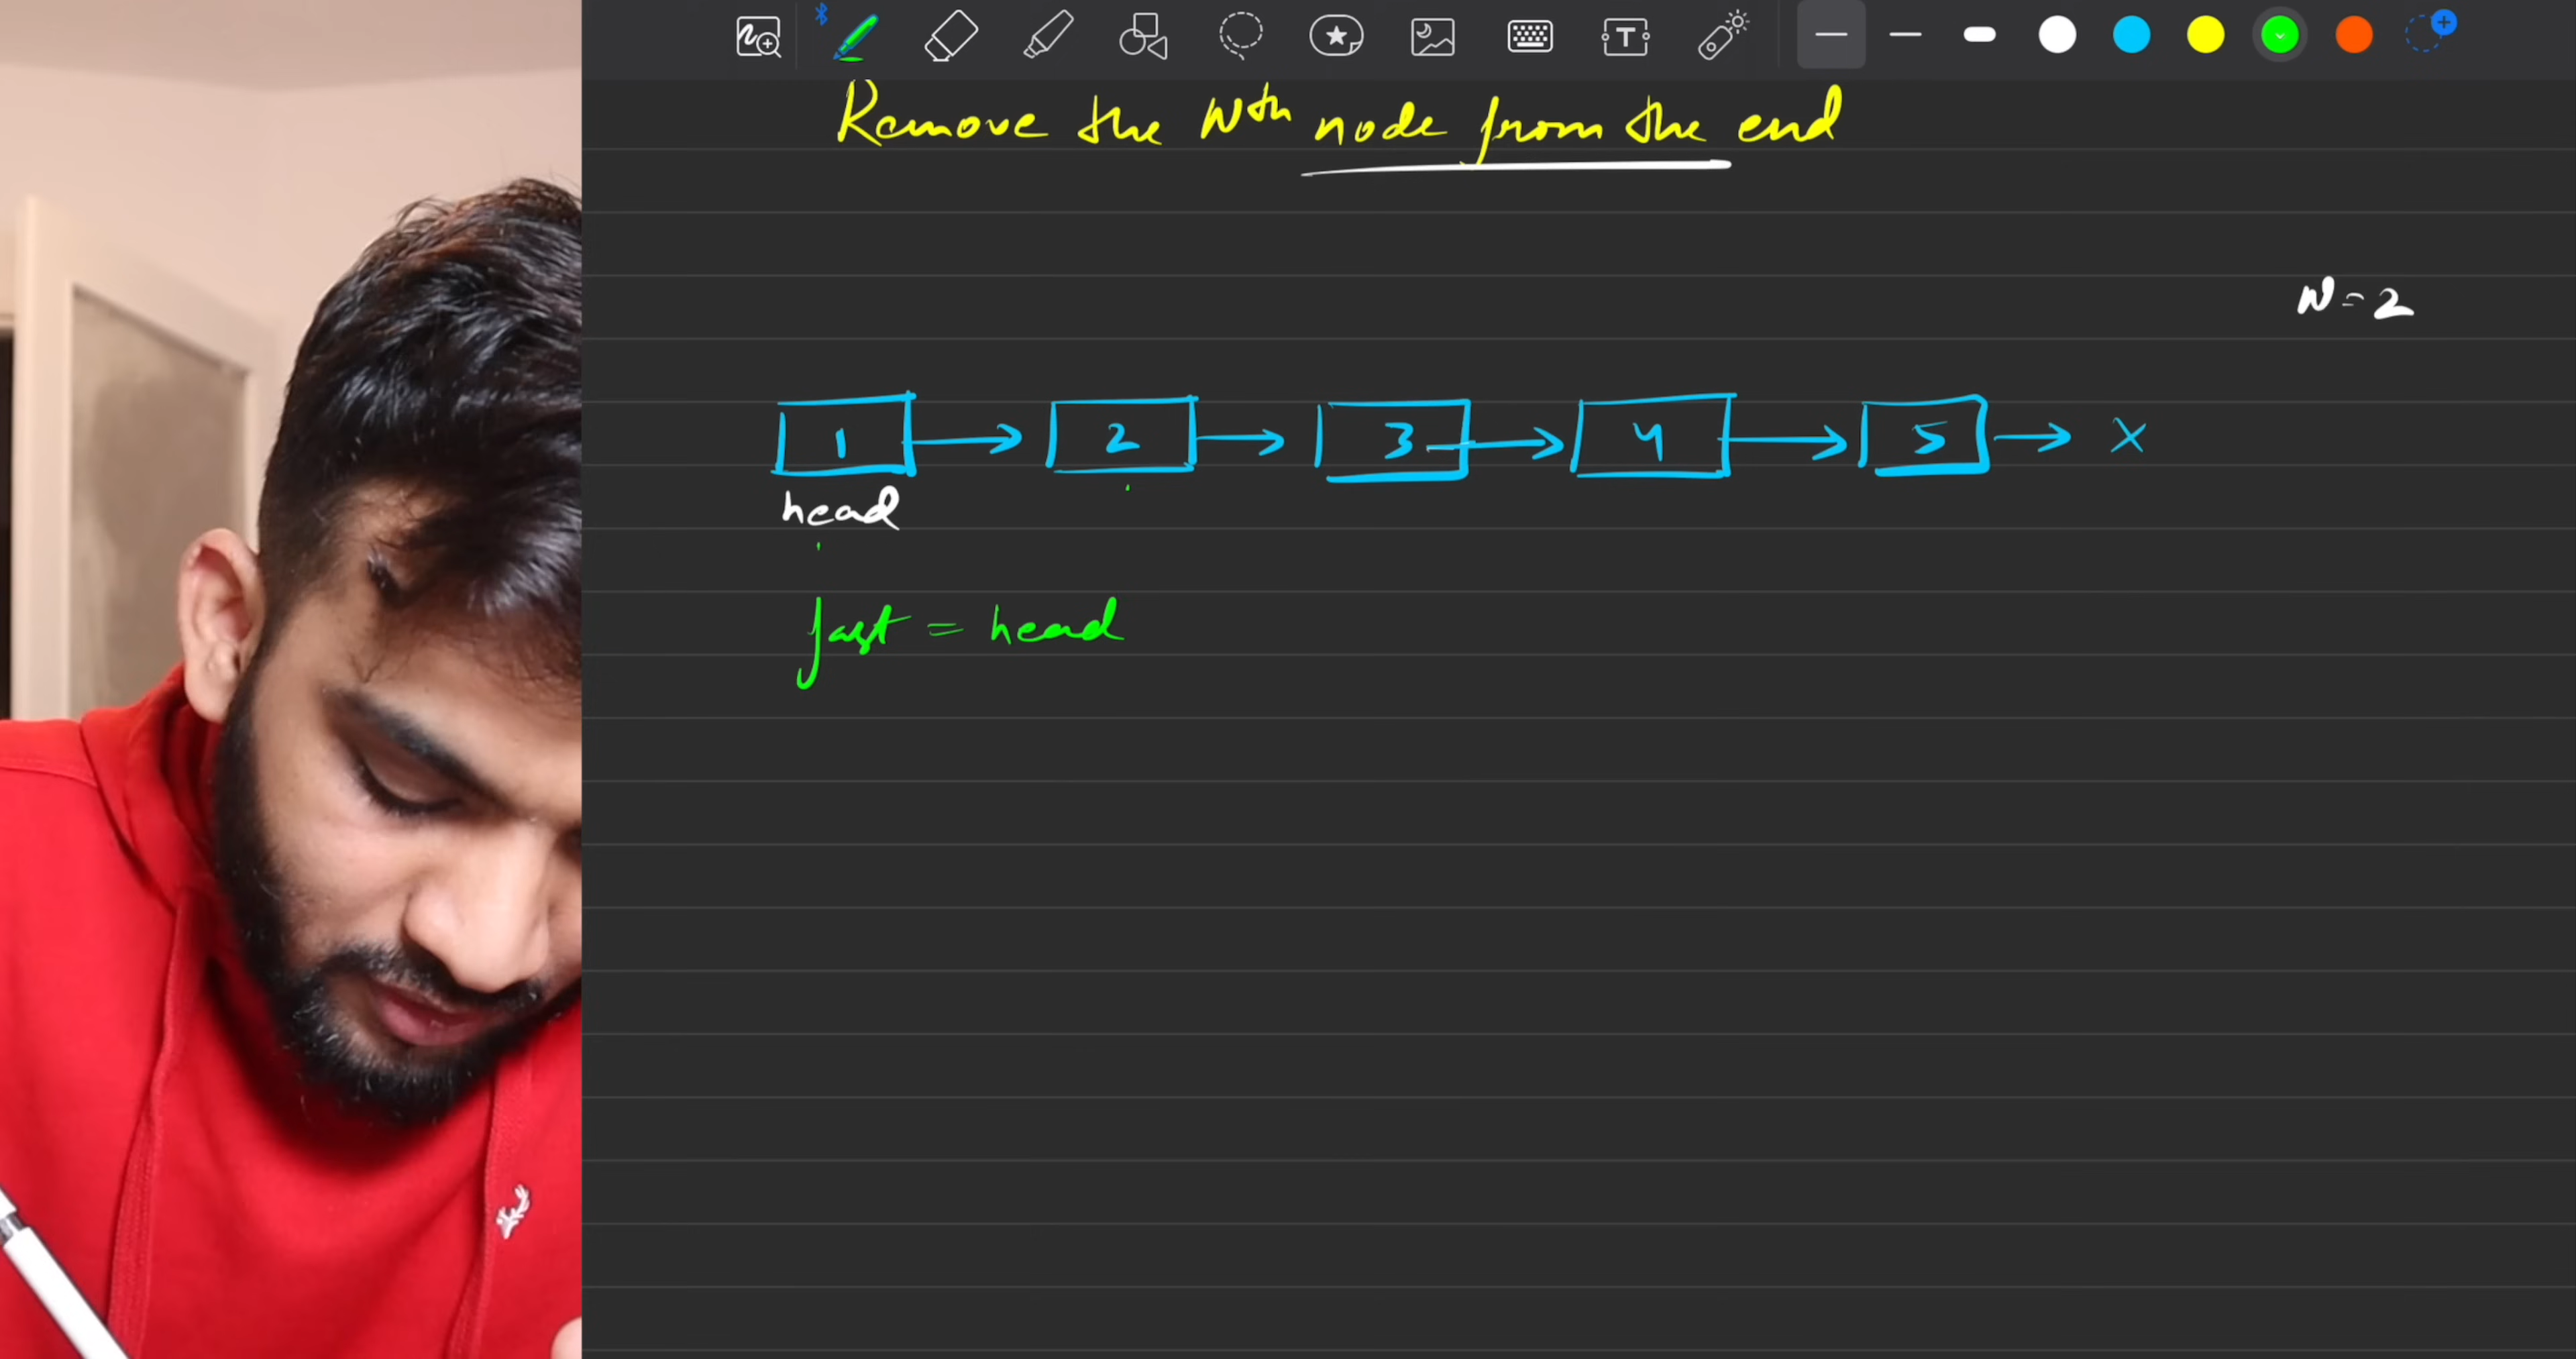 Remove the Nth node from the end
N = 2
1 → 2 → 3 → 4 → 5 → X
head
fast = head